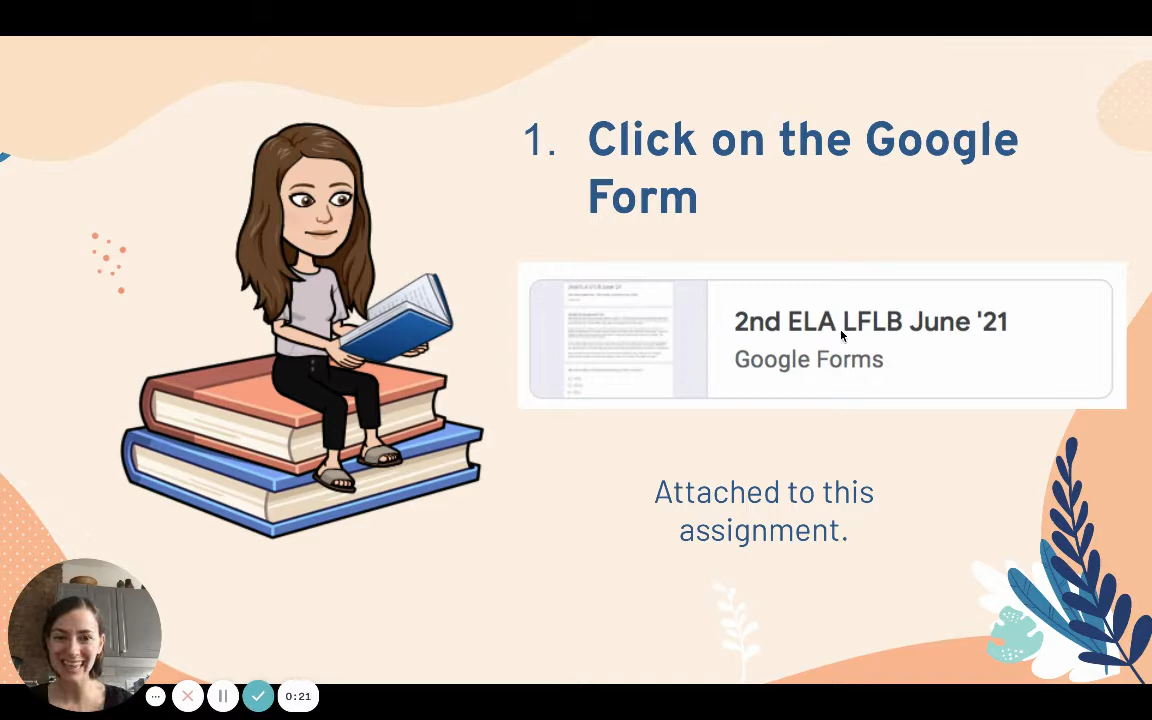 1. Click on the Google
Form
2nd ELA LFLB June '21
Google Forms
Attached to this
assignment.
0:21